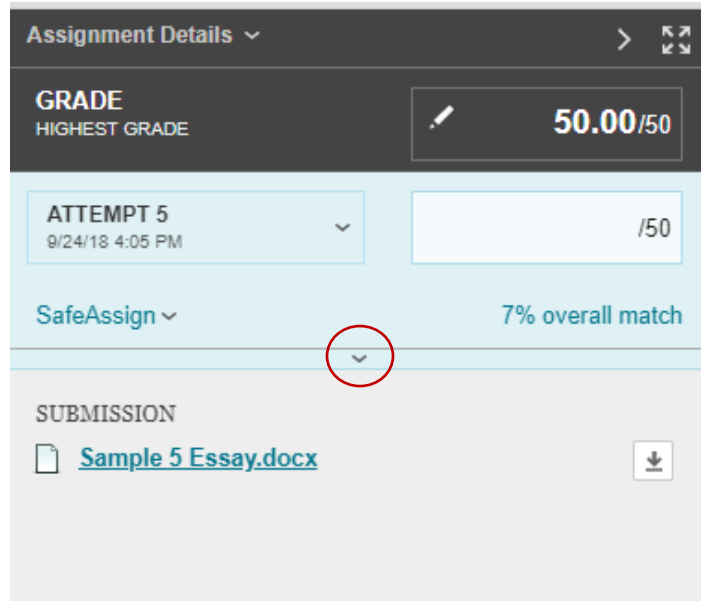 Assignment Details
GRADE
HIGHEST GRADE
50.00/50
ATTEMPT 5
9/24/18 4:05 PM
/50
SafeAssign
7% overall match
SUBMISSION
Sample 5 Essay.docx